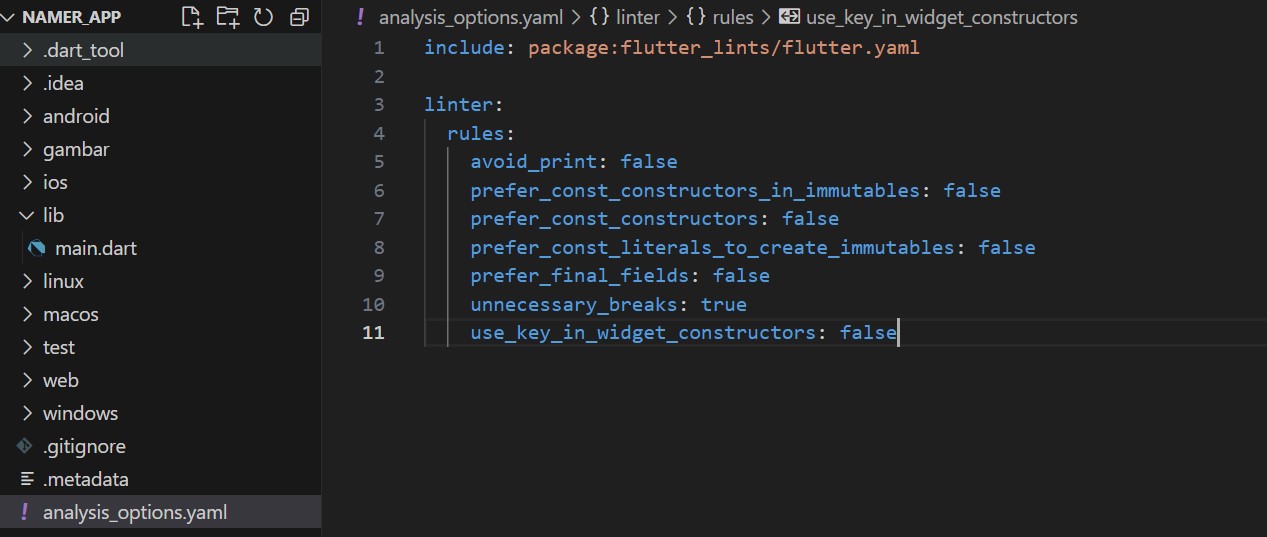 NAMER_APP
.dart_tool
.idea
android
gambar
ios
lib
main.dart
linux
macos
test
web
windows
.gitignore
.metadata
! analysis_options.yaml
! analysis_options.yaml > {} linter > {} rules > use_key_in_widget_constructors
1 include: package:flutter_lints/flutter.yaml
2
3 linter:
4   rules:
5     avoid_print: false
6     prefer_const_constructors_in_immutables: false
7     prefer_const_constructors: false
8     prefer_const_literals_to_create_immutables: false
9     prefer_final_fields: false
10     unnecessary_breaks: true
11     use_key_in_widget_constructors: false